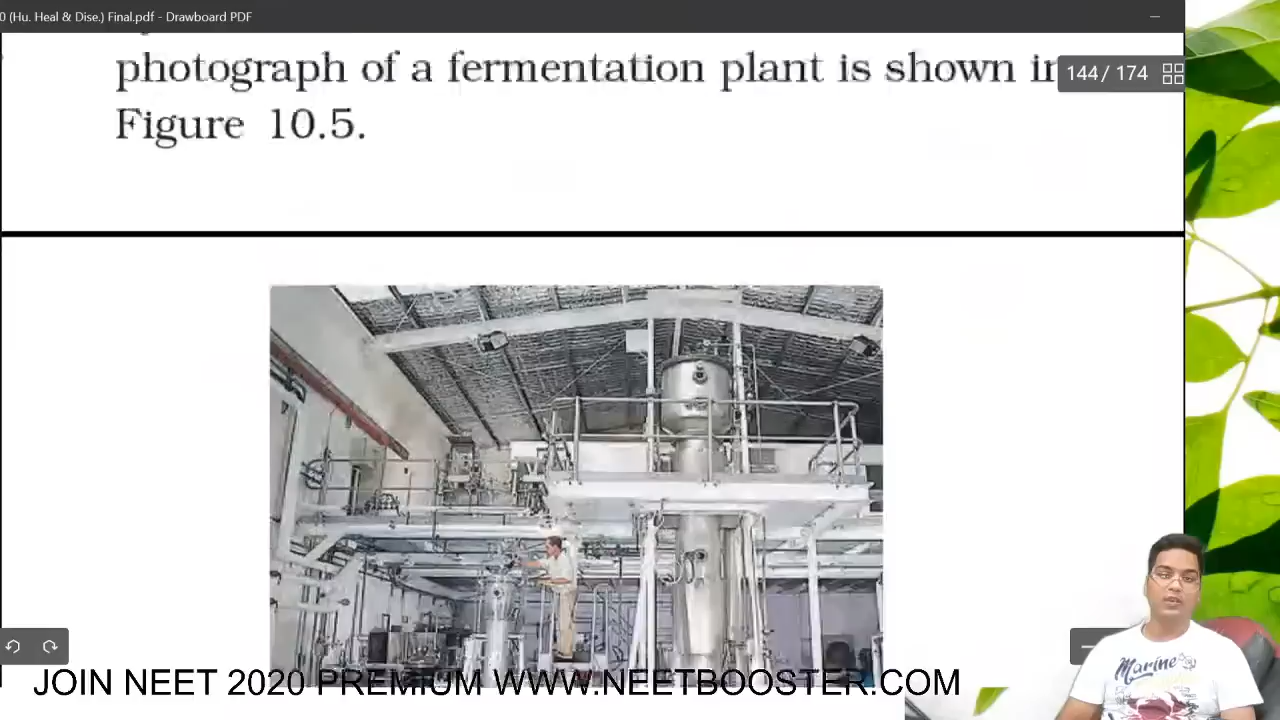 0 (Hu. Heal & Dise.) Final.pdf - Drawboard PDF
photograph of a fermentation plant is shown in
144 / 174
Figure 10.5.
JOIN NEET 2020 PREMIUM WWW.NEETBOOSTER.COM
Marine